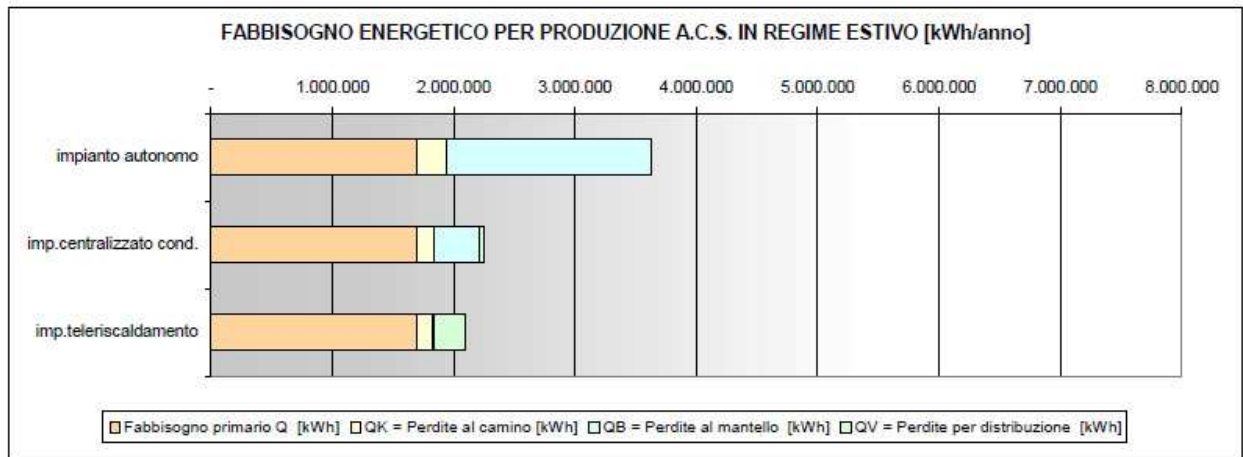 FABBISOGNO ENERGETICO PER PRODUZIONE A.C.S. IN REGIME ESTIVO [kWh/anno]
- 1.000.000 2.000.000 3.000.000 4.000.000 5.000.000 6.000.000 7.000.000 8.000.000
impianto autonomo
imp.centralizzato cond.
imp.teleriscaldamento
Fabbisogno primario Q [kWh] QK = Perdite al camino [kWh] QB = Perdite al mantello [kWh] QV = Perdite per distribuzione [kWh]